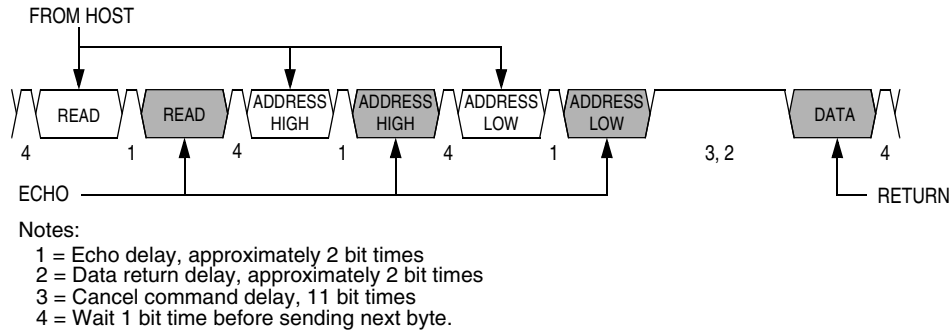 FROM HOST
READ
READ
ADDRESS
HIGH
ADDRESS
HIGH
ADDRESS
LOW
ADDRESS
LOW
DATA
4 1 4 1 4 1 3, 2 4
ECHO
RETURN
Notes:
1 = Echo delay, approximately 2 bit times
2 = Data return delay, approximately 2 bit times
3 = Cancel command delay, 11 bit times
4 = Wait 1 bit time before sending next byte.